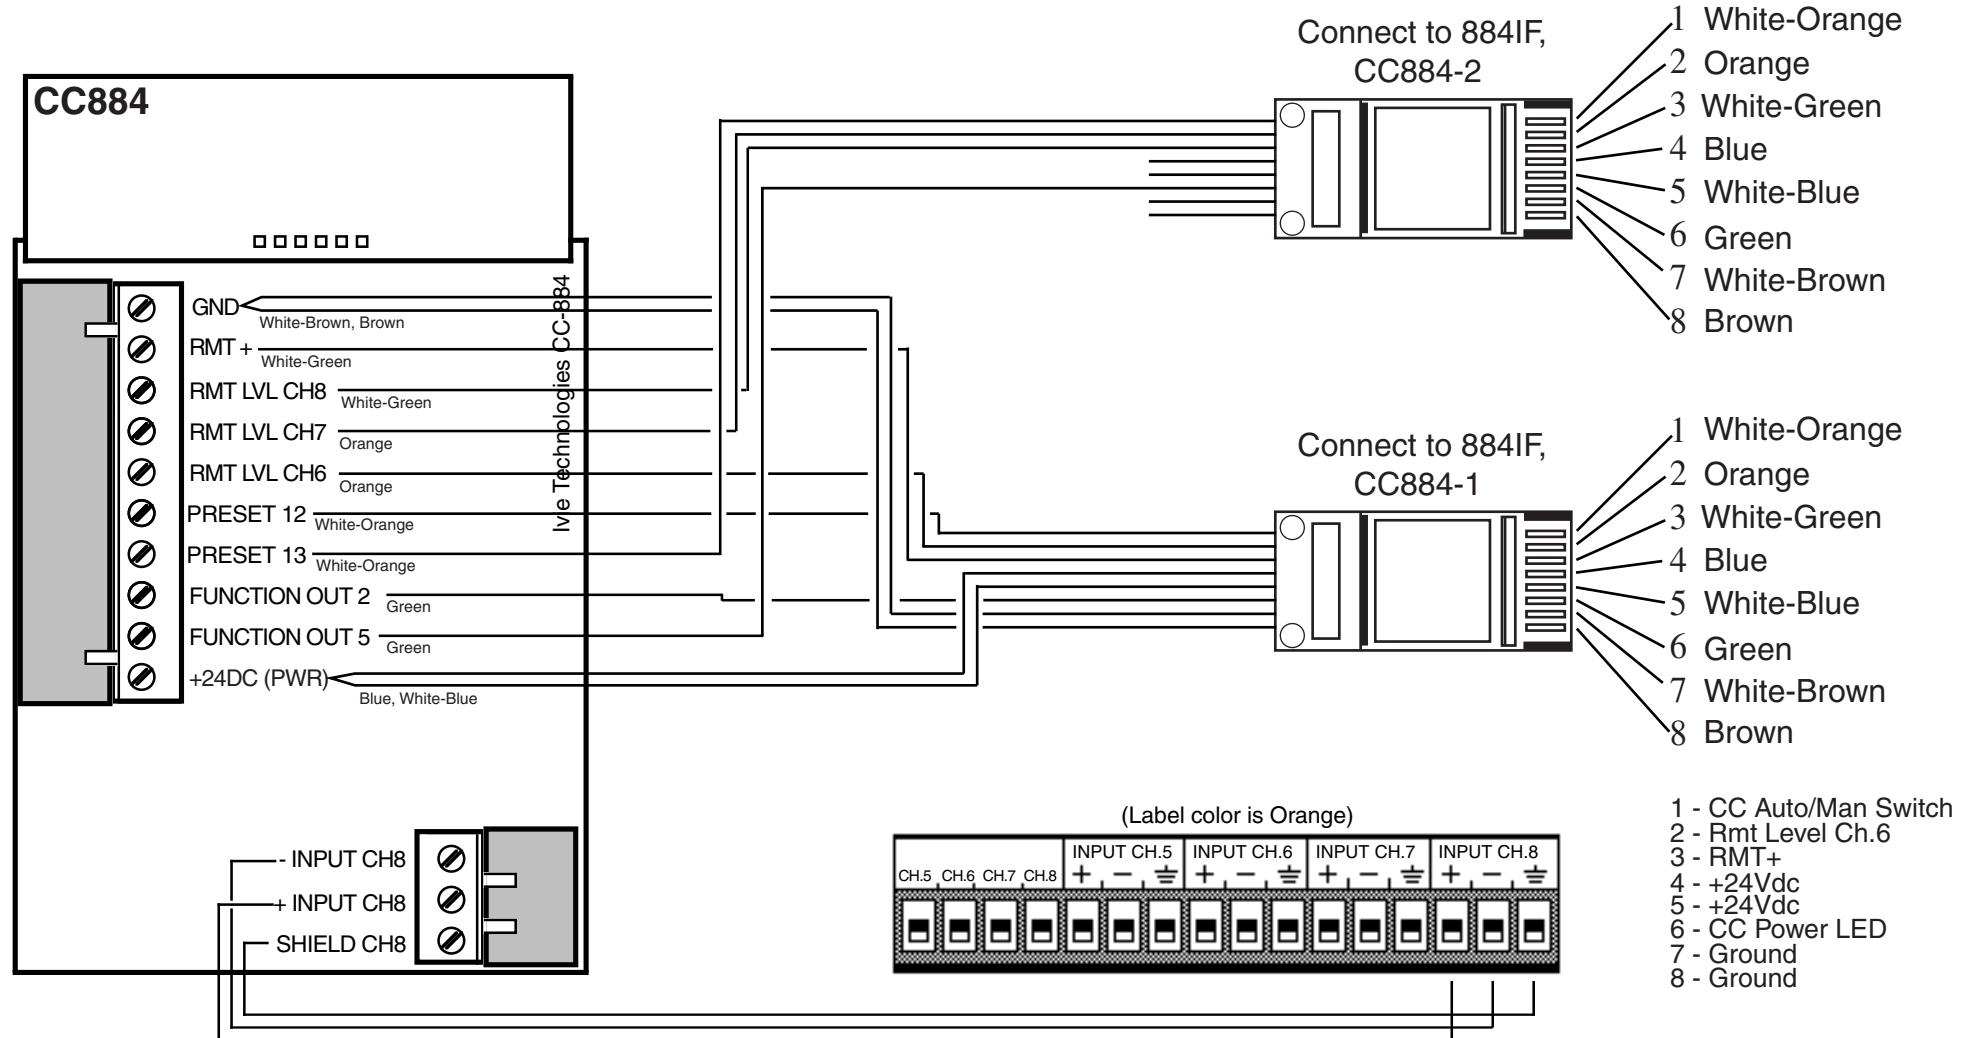 CC884
Ivie Technologies CC-884
GND
White-Brown, Brown
RMT +
White-Green
RMT LVL CH8
White-Green
RMT LVL CH7
Orange
RMT LVL CH6
Orange
PRESET 12
White-Orange
PRESET 13
White-Orange
FUNCTION OUT 2
Green
FUNCTION OUT 5
Green
+24DC (PWR)
Blue, White-Blue
- INPUT CH8
+ INPUT CH8
SHIELD CH8
Connect to 884IF,
CC884-2
1 White-Orange
2 Orange
3 White-Green
4 Blue
5 White-Blue
6 Green
7 White-Brown
8 Brown
Connect to 884IF,
CC884-1
1 White-Orange
2 Orange
3 White-Green
4 Blue
5 White-Blue
6 Green
7 White-Brown
8 Brown
(Label color is Orange)
INPUT CH.5 INPUT CH.6 INPUT CH.7 INPUT CH.8
CH.5 CH.6 CH.7 CH.8 + − + − + − + −
1 - CC Auto/Man Switch
2 - Rmt Level Ch.6
3 - RMT+
4 - +24Vdc
5 - +24Vdc
6 - CC Power LED
7 - Ground
8 - Ground